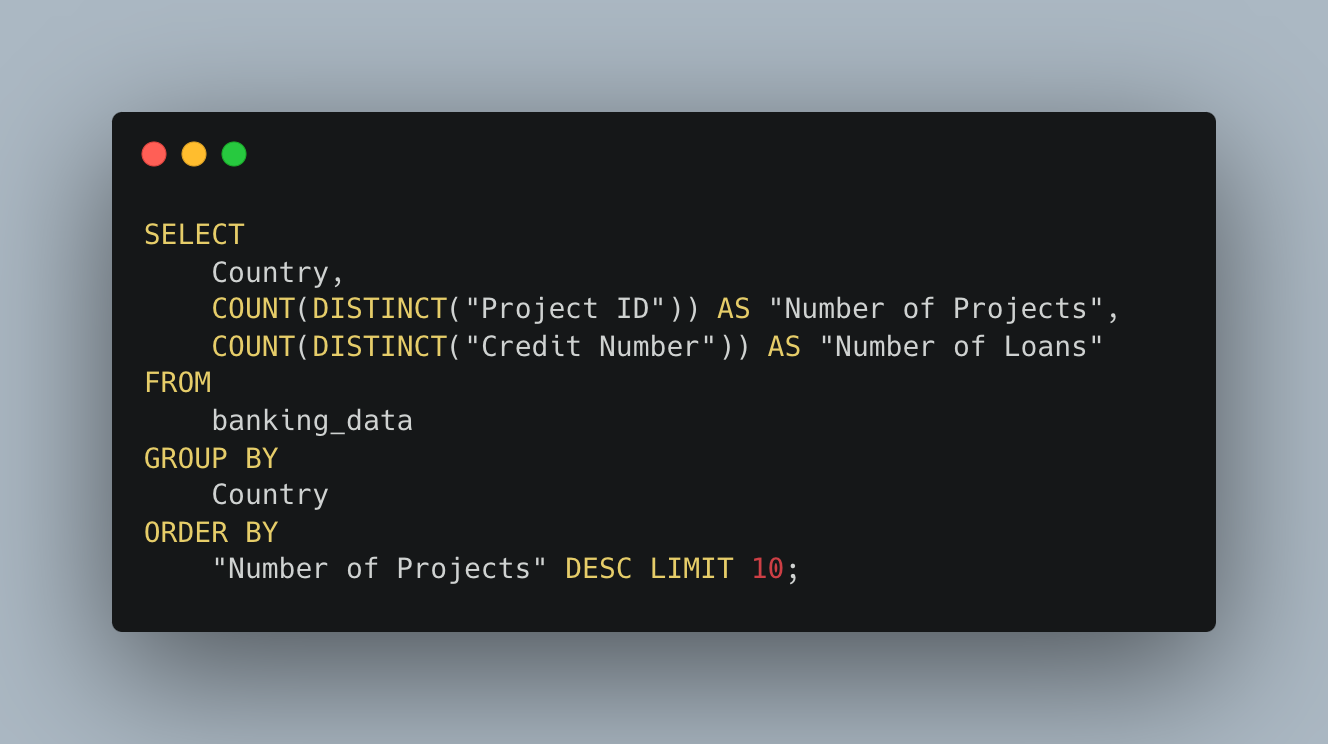 SELECT
    Country,
    COUNT(DISTINCT("Project ID")) AS "Number of Projects",
    COUNT(DISTINCT("Credit Number")) AS "Number of Loans"
FROM
    banking_data
GROUP BY
    Country
ORDER BY
    "Number of Projects" DESC LIMIT 10;